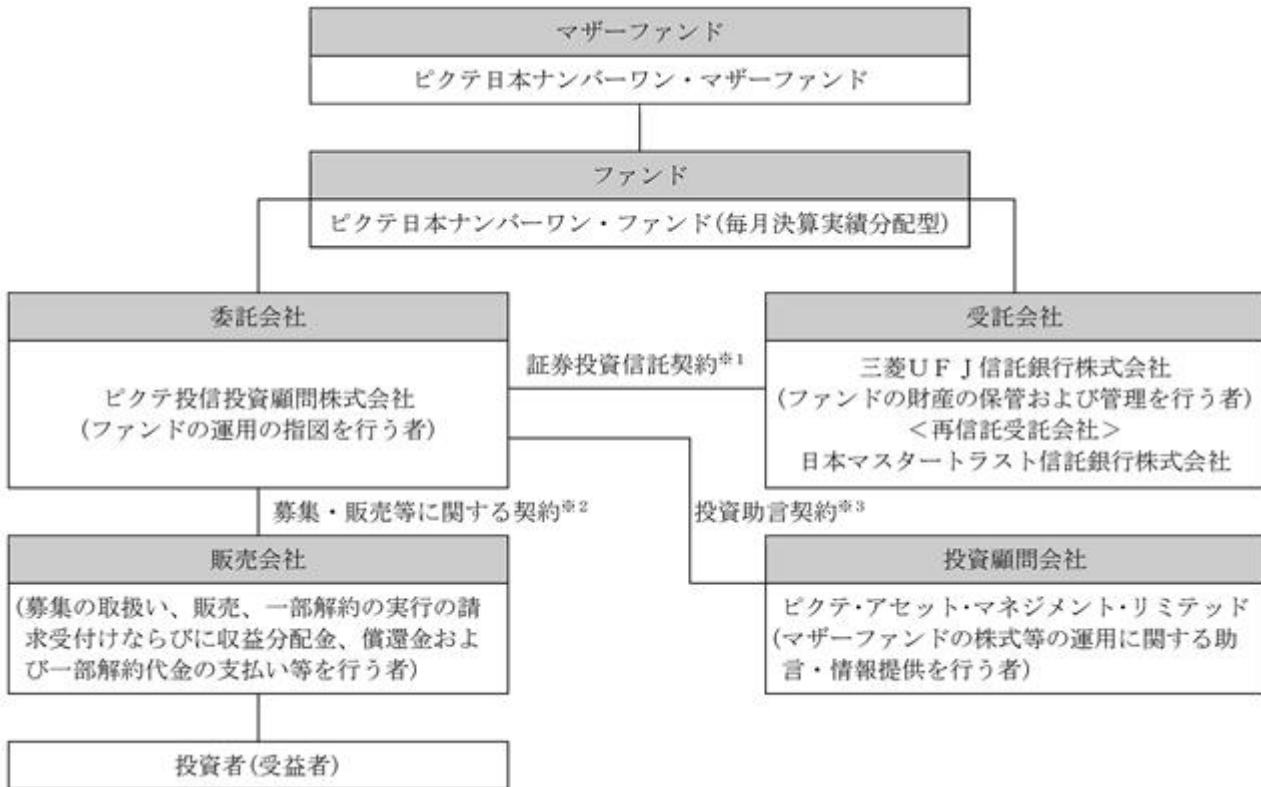 マザーファンド
ピクテ日本ナンバーワン・マザーファンド
ファンド
ピクテ日本ナンバーワン・ファンド(毎月決算実績分配型)
委託会社
ピクテ投信投資顧問株式会社
(ファンドの運用の指図を行う者)
証券投資信託契約※1
受託会社
三菱UFJ信託銀行株式会社
(ファンドの財産の保管および管理を行う者)
<再信託受託会社>
日本マスタートラスト信託銀行株式会社
募集・販売等に関する契約※2
投資助言契約※3
販売会社
(募集の取扱い、販売、一部解約の実行の請
求受付けならびに収益分配金、償還金およ
び一部解約代金の支払い等を行う者)
投資顧問会社
ピクテ・アセット・マネジメント・リミテッド
(マザーファンドの株式等の運用に関する助
言・情報提供を行う者)
投資者(受益者)